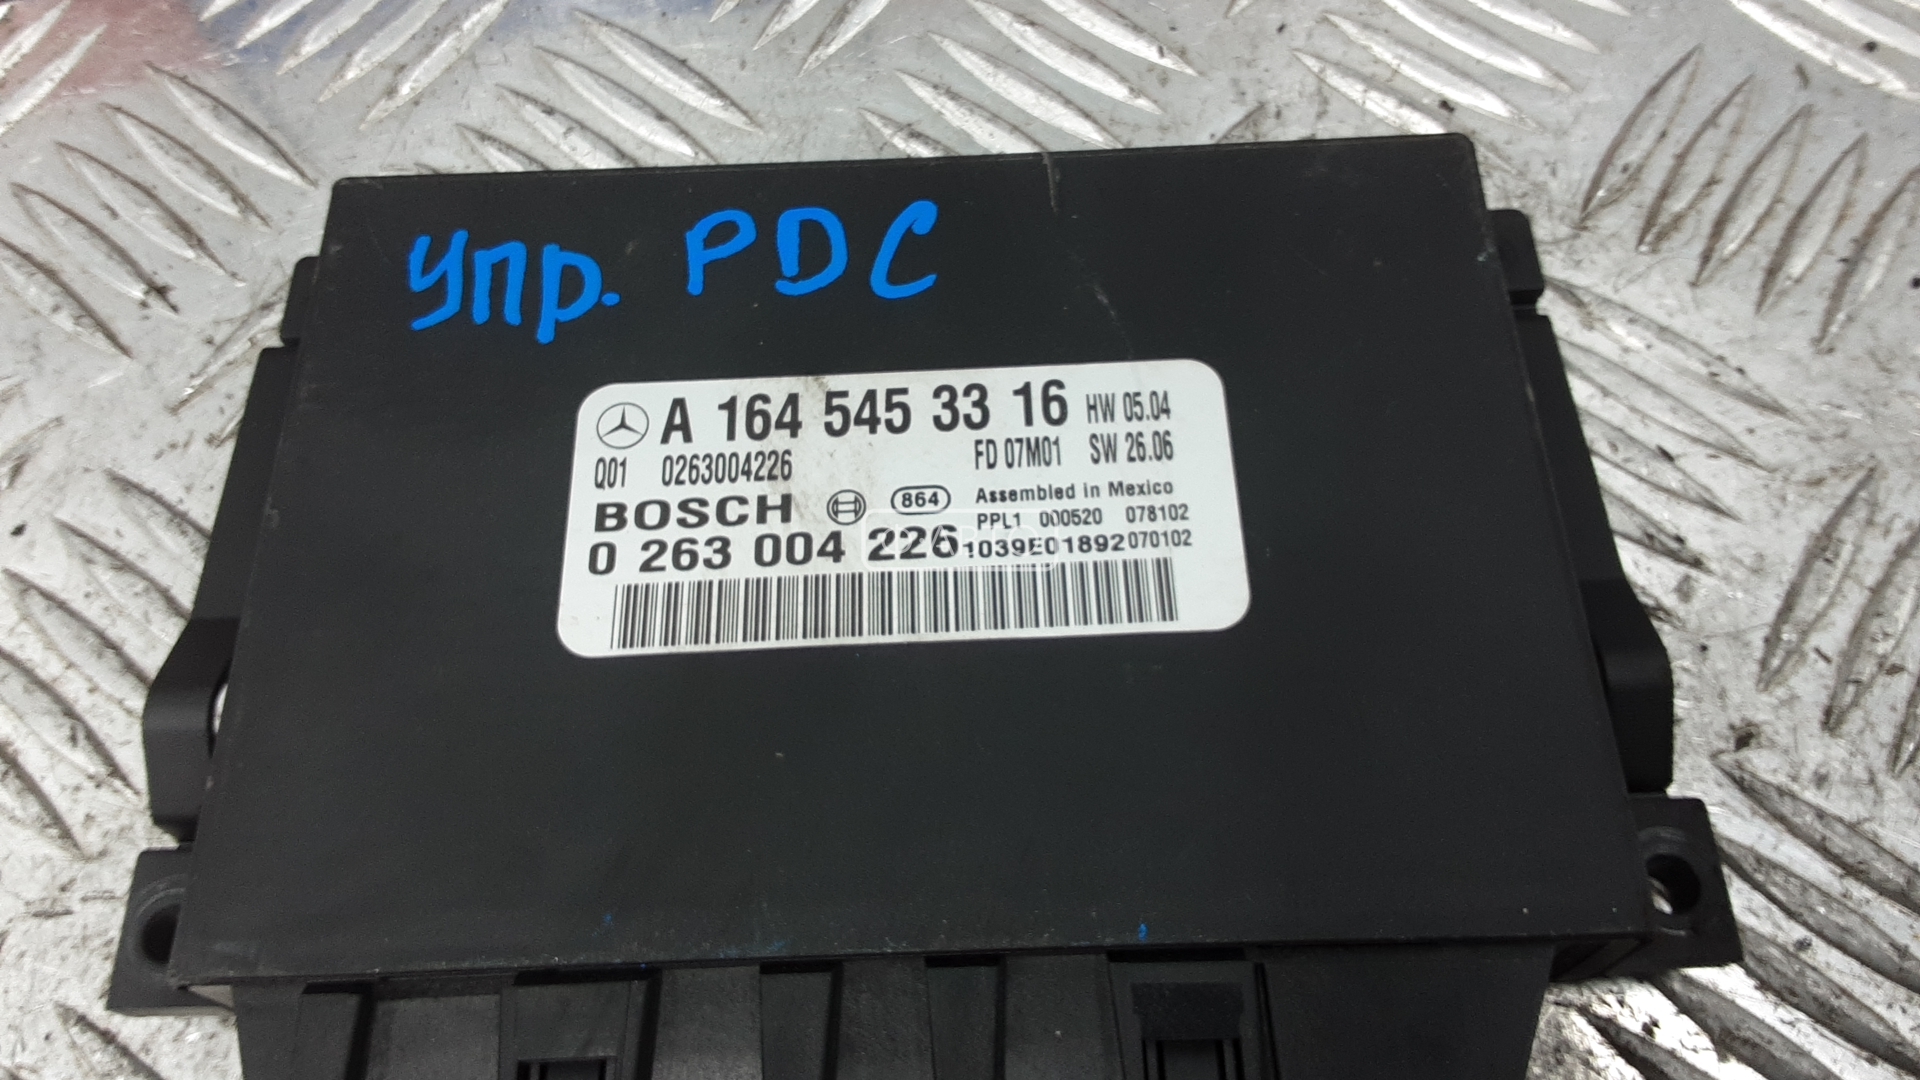 Упр. PDC
A 164 545 33 16 HW 05.04
Q01 0263004226 FD 07M01 SW 26.06
BOSCH 864 Assembled in Mexico
PPL1 000520 078102
0 263 004 226 1039E01892 070102